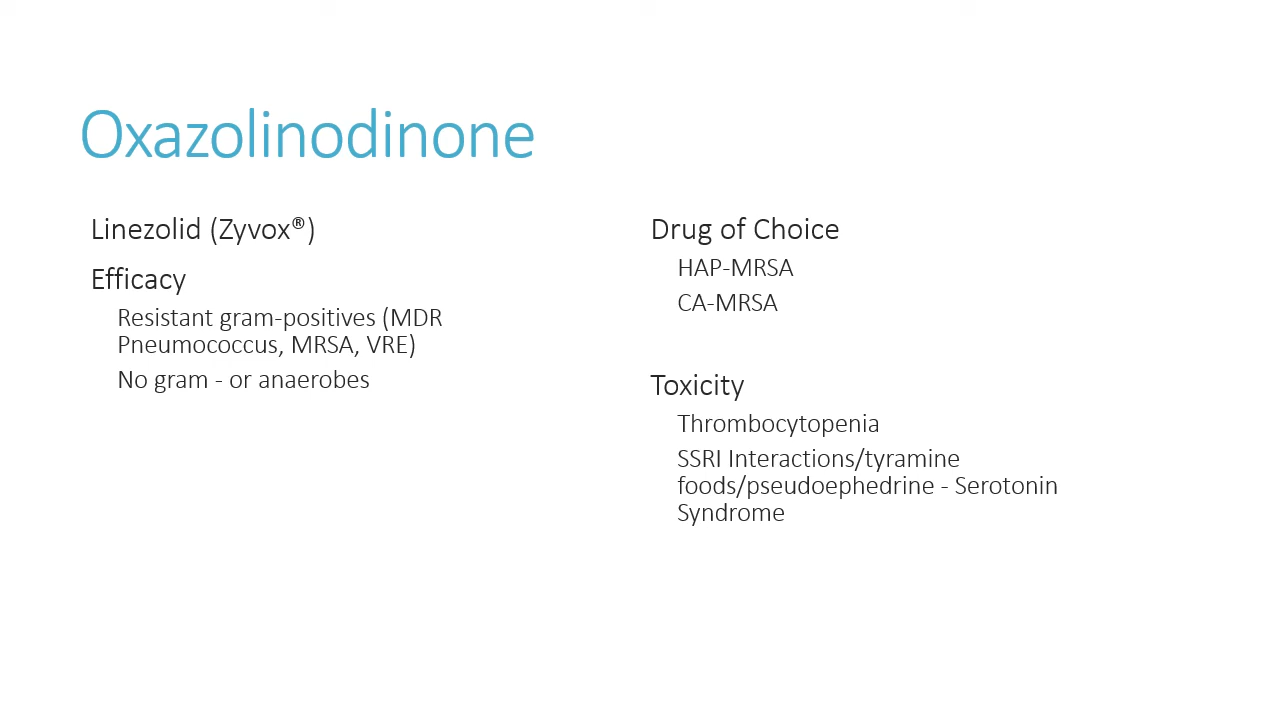 Oxazolinodinone
Linezolid (Zyvox®)
Efficacy
Resistant gram-positives (MDR
Pneumococcus, MRSA, VRE)
No gram - or anaerobes
Drug of Choice
HAP-MRSA
CA-MRSA
Toxicity
Thrombocytopenia
SSRI Interactions/tyramine
foods/pseudoephedrine - Serotonin
Syndrome